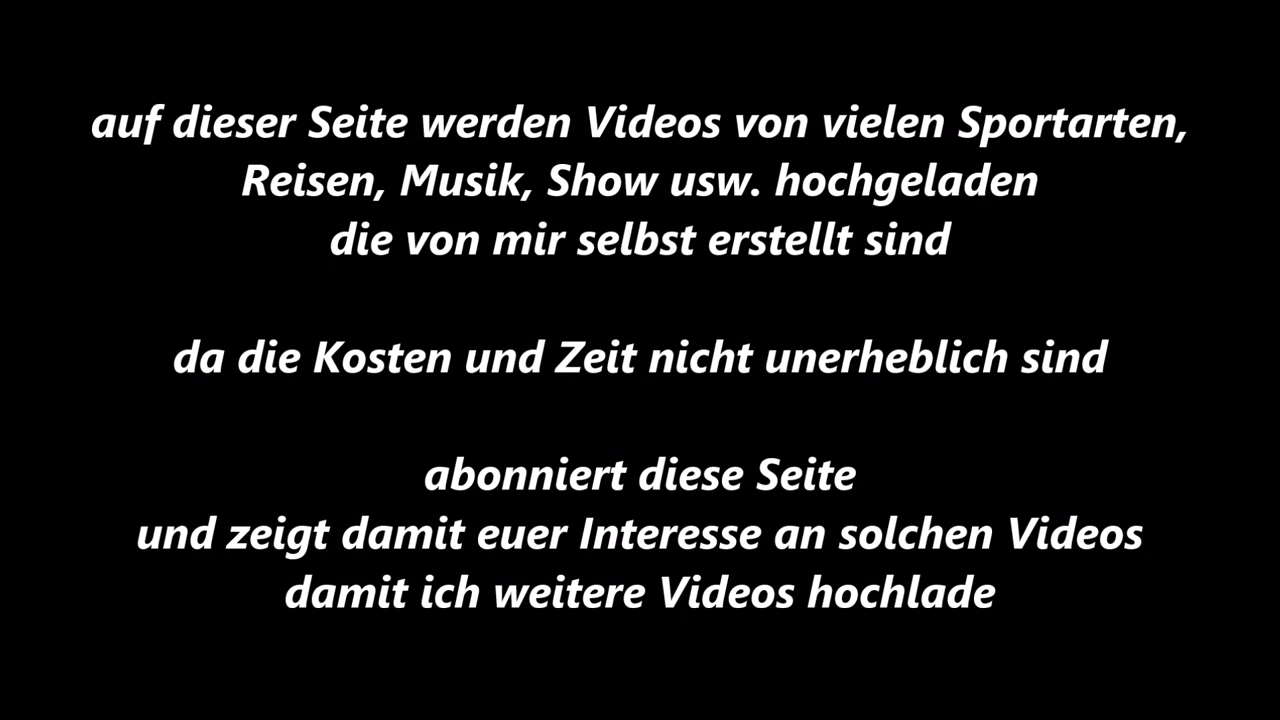 auf dieser Seite werden Videos von vielen Sportarten,
Reisen, Musik, Show usw. hochgeladen
die von mir selbst erstellt sind
da die Kosten und Zeit nicht unerheblich sind
abonniert diese Seite
und zeigt damit euer Interesse an solchen Videos
damit ich weitere Videos hochlade